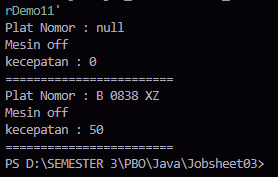 rDemo11'
Plat Nomor : null
Mesin off
kecepatan : 0
=========================
Plat Nomor : B 0838 XZ
Mesin off
kecepatan : 50
=========================
PS D:\SEMESTER 3\PBO\Java\Jobsheet03>